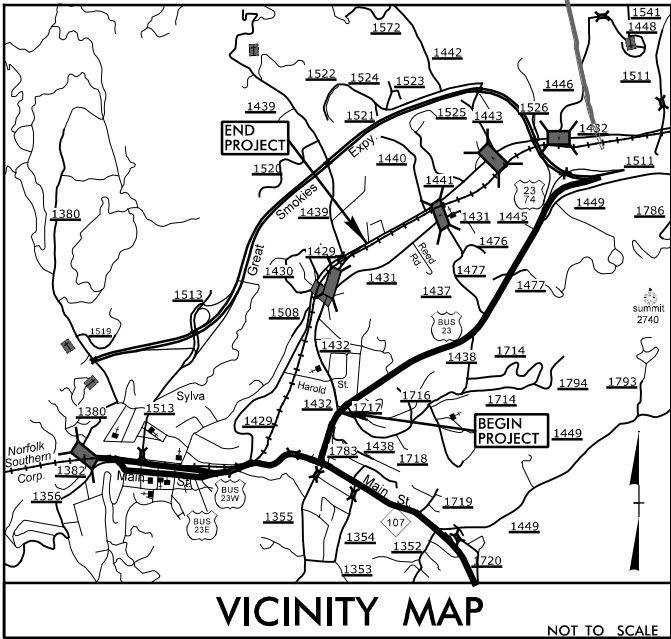 1572
1541
1448
1442
1522
1524
1523
1446
1511
1439
1525
1443
1526
1521
1432
END
PROJECT
Expy.
1440
1511
1520
Smokies
1441
23
74
1449
1380
1439
1431
1445
1786
Great
1429
Reed
Rd.
1476
1430
1431
1477
1513
1437
1477
summit
2740
1508
BUS
23
1519
1432
1438
1714
Harold St.
1794
1793
Sylva
1716
1714
1380
1513
1432
1717
1429
BEGIN
PROJECT
1449
Norfolk
Southern
Corp.
1783
1438
1718
1382
Main St.
Main St
1356
BUS
23W
1719
BUS
23E
1355
107
1449
1354
1352
1720
1353
VICINITY MAP
NOT TO SCALE